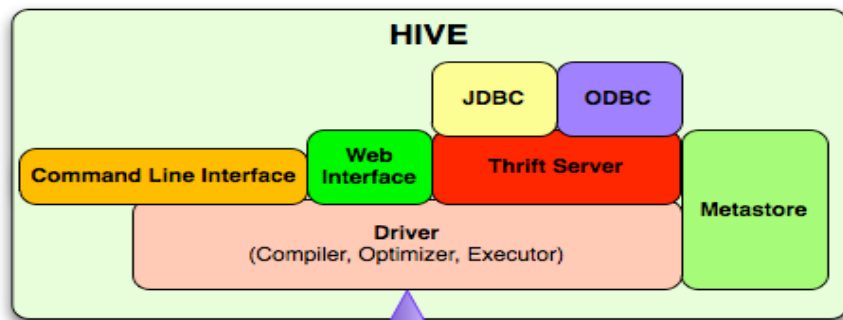 HIVE
JDBC
ODBC
Command Line Interface
Web
Interface
Thrift Server
Metastore
Driver
(Compiler, Optimizer, Executor)